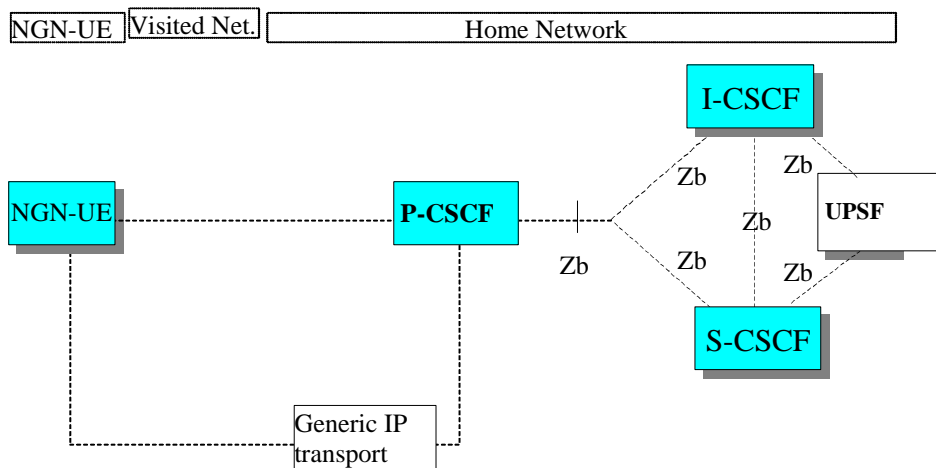 NGN-UE Visited Net. Home Network
I-CSCF
Zb Zb
NGN-UE P-CSCF UPSF
Zb
Zb Zb Zb
S-CSCF
Generic IP
transport